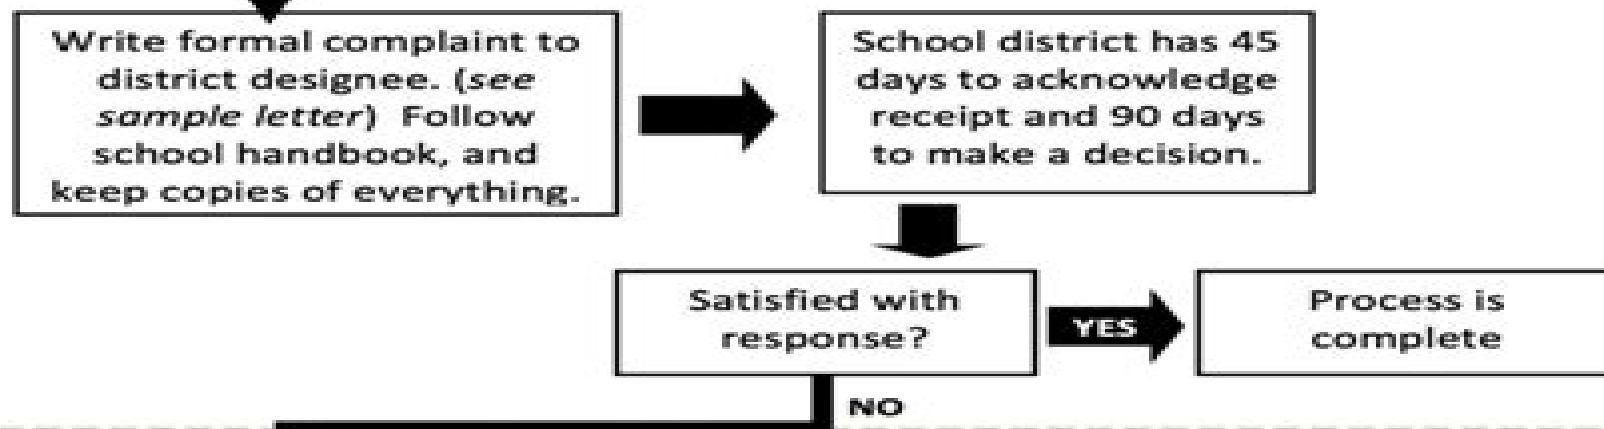 Write formal complaint to
district designee. (see
sample letter) Follow
school handbook, and
keep copies of everything.
School district has 45
days to acknowledge
receipt and 90 days
to make a decision.
Satisfied with
response?
YES
Process is
complete
NO